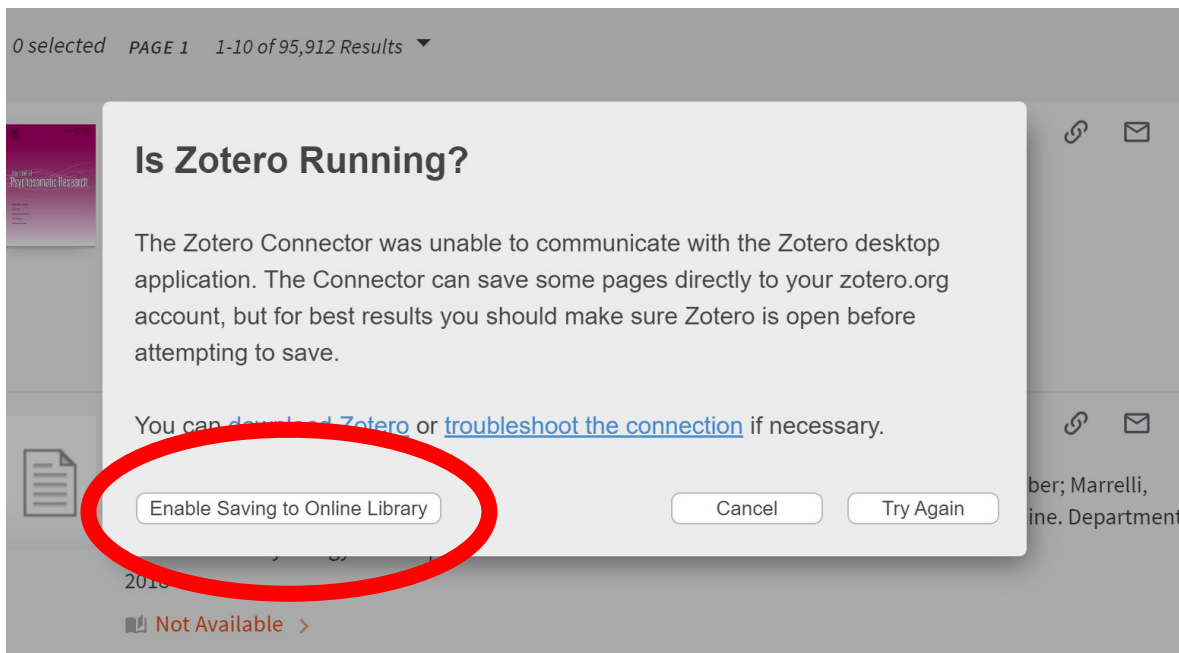 0 selected PAGE 1 1-10 of 95,912 Results
Psychosomatic Research
Is Zotero Running?
The Zotero Connector was unable to communicate with the Zotero desktop
application. The Connector can save some pages directly to your zotero.org
account, but for best results you should make sure Zotero is open before
attempting to save.
You can download Zotero or troubleshoot the connection if necessary.
Enable Saving to Online Library Cancel Try Again
ber; Marrelli,
ine. Department
2018
Not Available